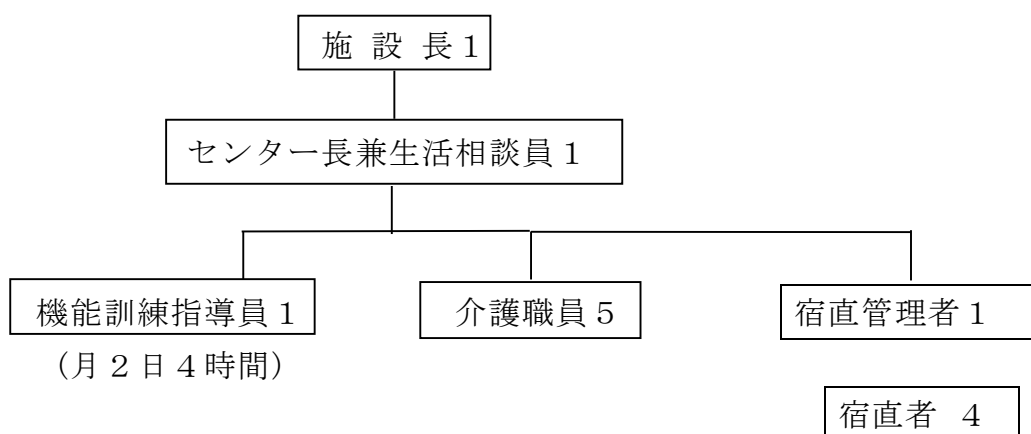 施 設 長１
センター長兼生活相談員１
機能訓練指導員１
介護職員５
宿直管理者１
（月２日４時間）
宿直者 ４